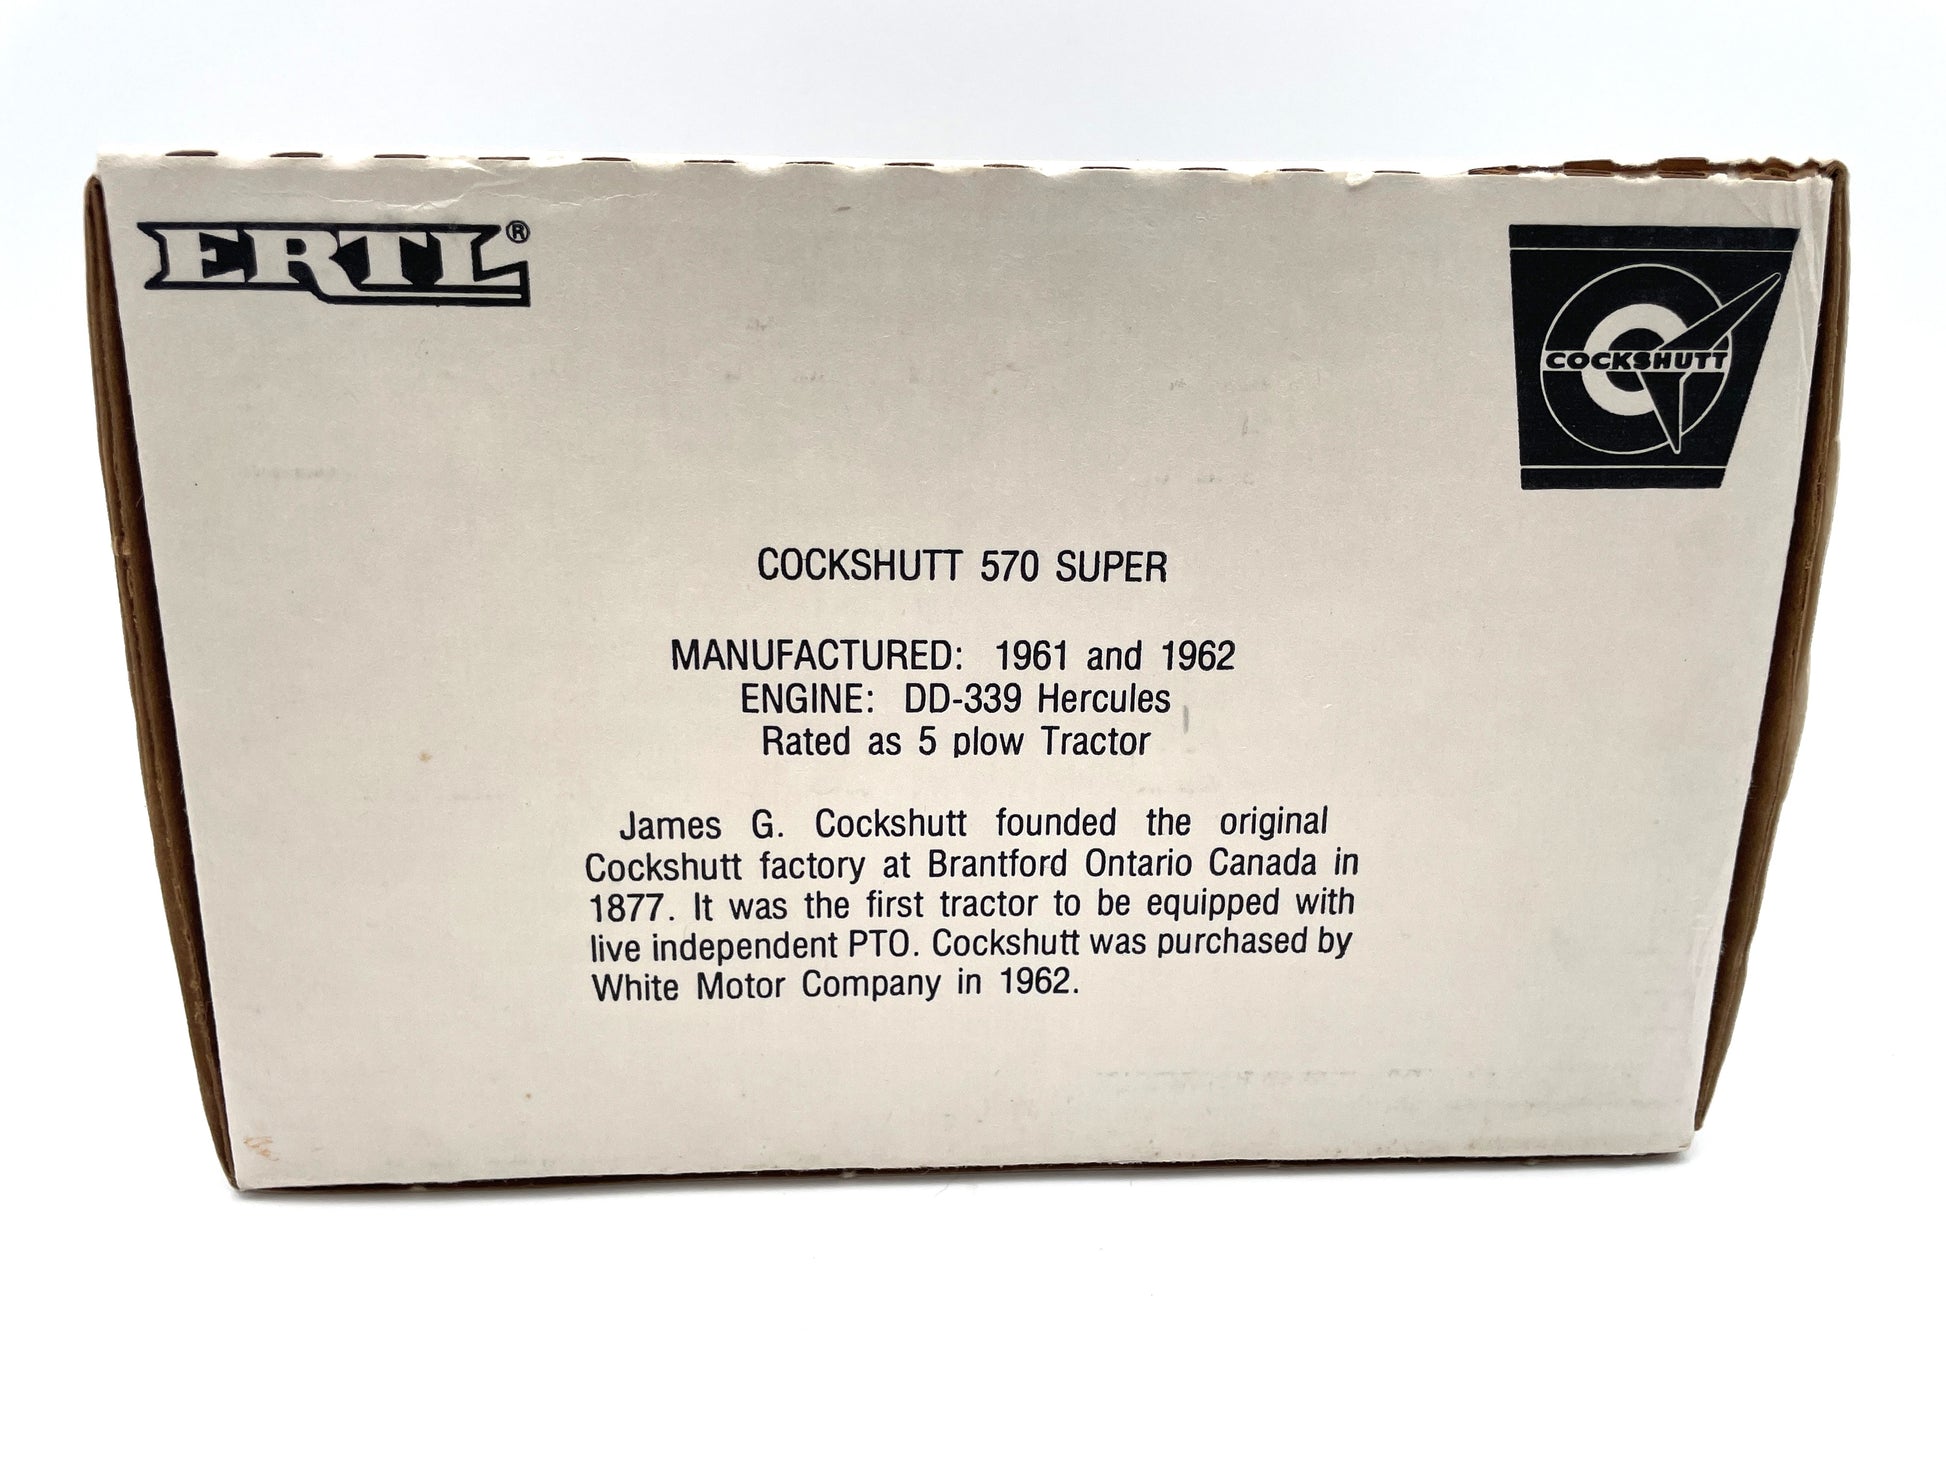 ERTL®
COCKSHUTT
COCKSHUTT 570 SUPER
MANUFACTURED: 1961 and 1962
ENGINE: DD-339 Hercules
Rated as 5 plow Tractor
James G. Cockshutt founded the original
Cockshutt factory at Brantford Ontario Canada in
1877. It was the first tractor to be equipped with
live independent PTO. Cockshutt was purchased by
White Motor Company in 1962.